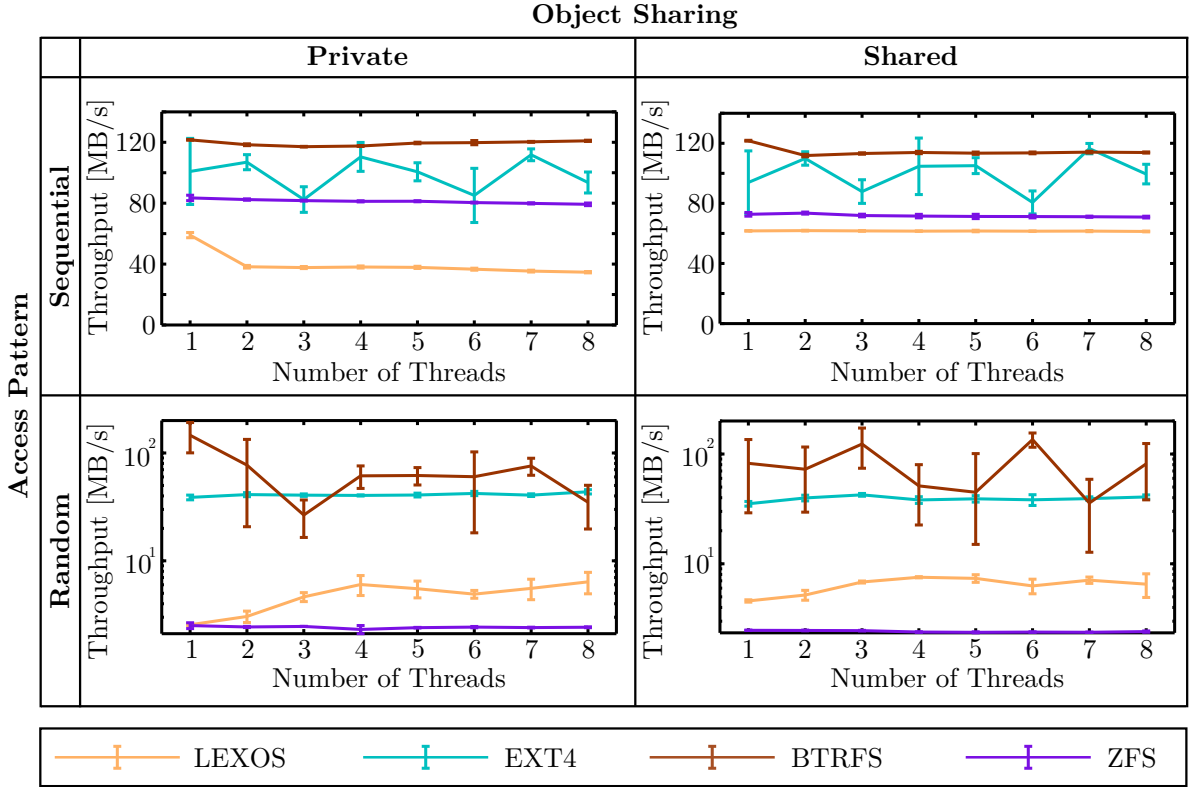 Object Sharing
Private
Shared
Access Pattern
Sequential
Throughput [MB/s]
120
80
40
0
1 2 3 4 5 6 7 8
Number of Threads
Throughput [MB/s]
120
80
40
0
1 2 3 4 5 6 7 8
Number of Threads
Random
Throughput [MB/s]
10²
10¹
1 2 3 4 5 6 7 8
Number of Threads
Throughput [MB/s]
10²
10¹
1 2 3 4 5 6 7 8
Number of Threads
LEXOS EXT4 BTRFS ZFS